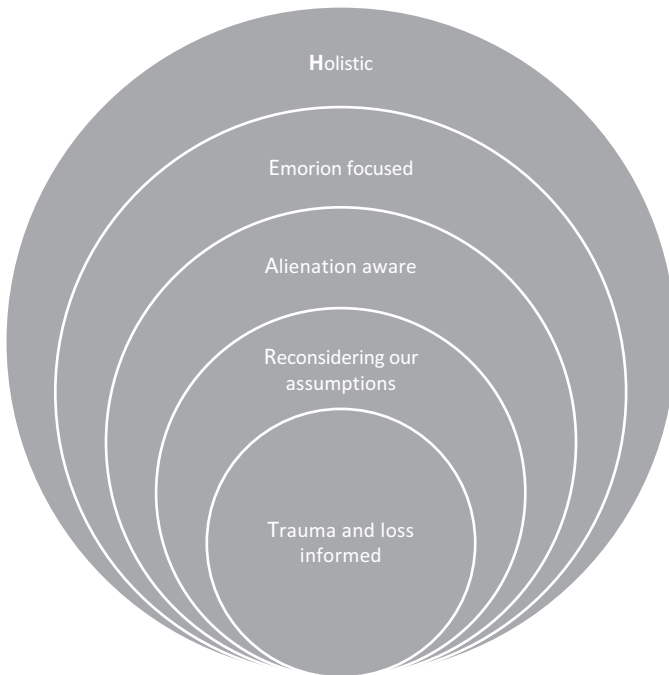 Holistic
Emorion focused
Alienation aware
Reconsidering our
assumptions
Trauma and loss
informed